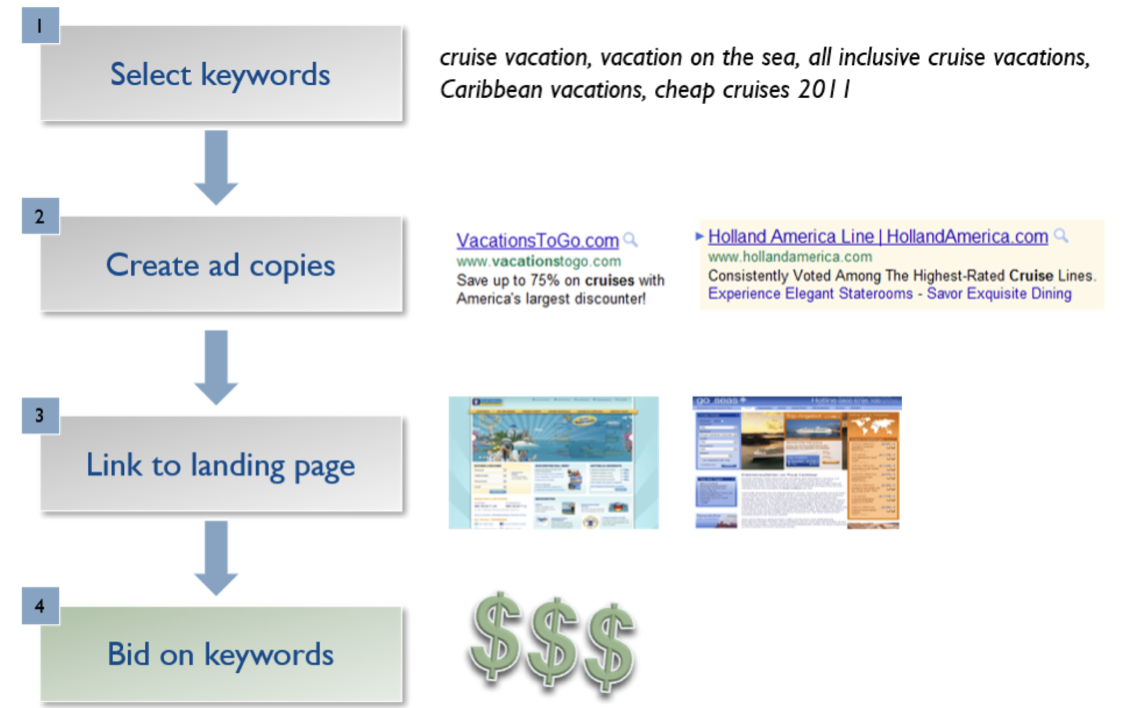 1
Select keywords
cruise vacation, vacation on the sea, all inclusive cruise vacations,
Caribbean vacations, cheap cruises 2011
2
Create ad copies
VacationsToGo.com
www.vacationstogo.com
Save up to 75% on cruises with
America's largest discounter!
Holland America Line | HollandAmerica.com
www.hollandamerica.com
Consistently Voted Among The Highest-Rated Cruise Lines.
Experience Elegant Staterooms - Savor Exquisite Dining
3
Link to landing page
4
Bid on keywords
$$$